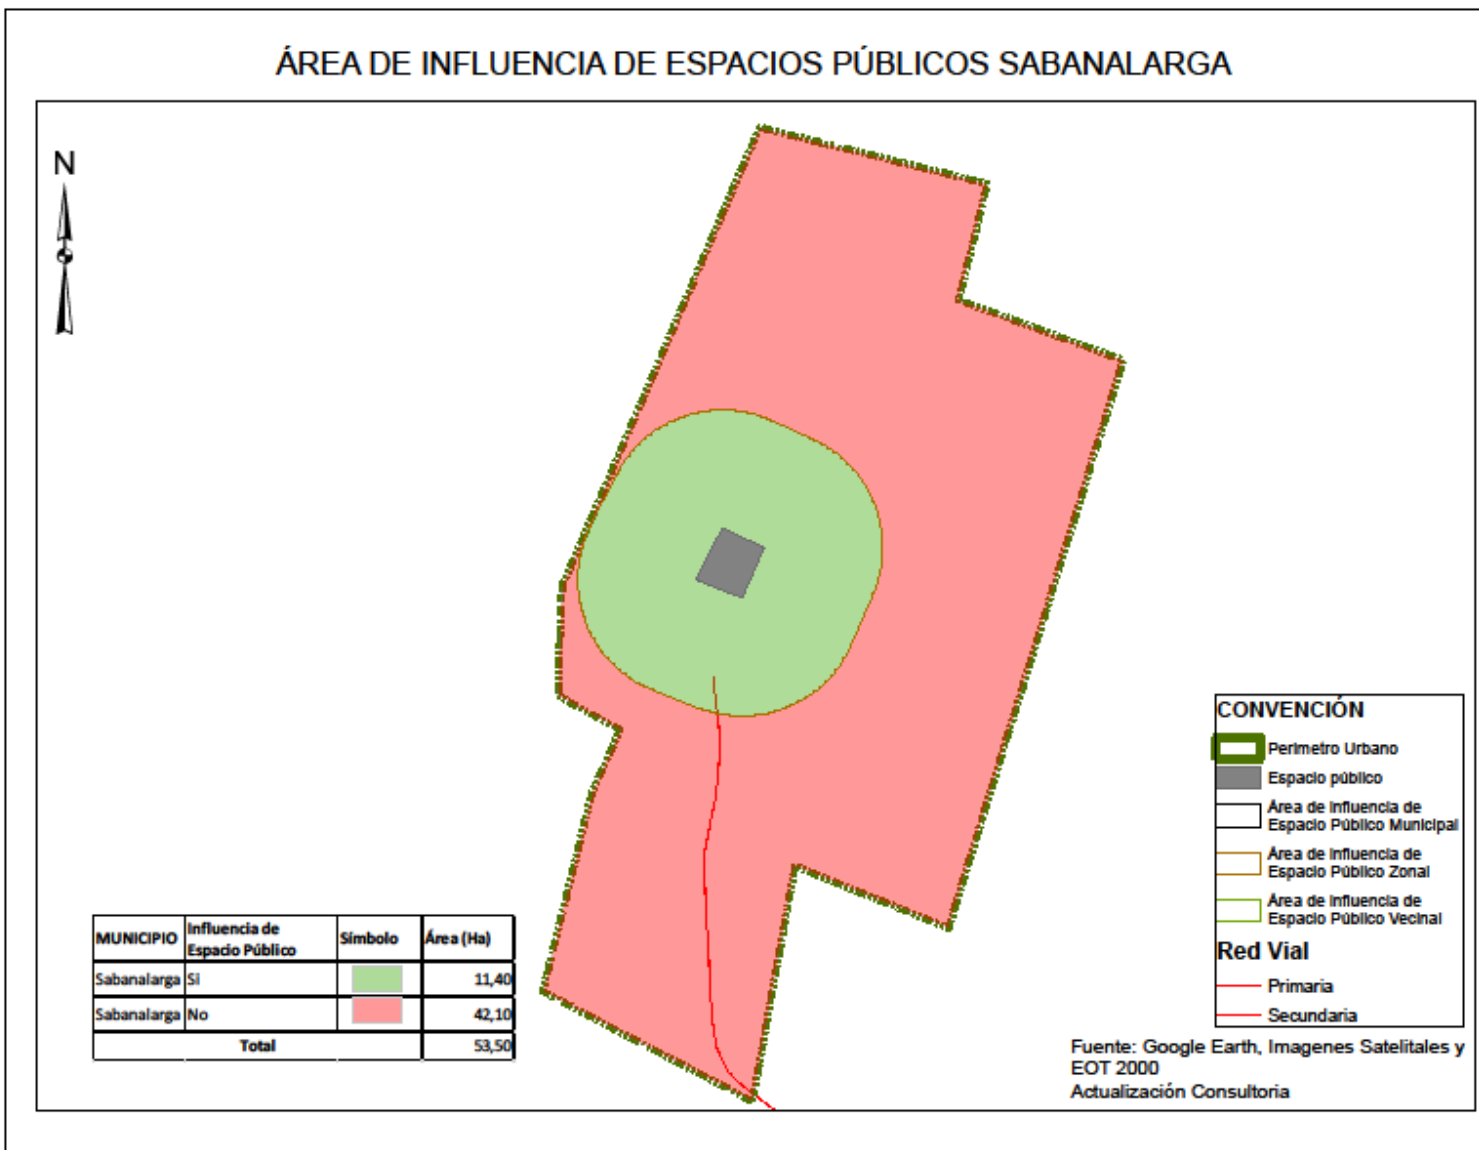 ÁREA DE INFLUENCIA DE ESPACIOS PÚBLICOS SABANALARGA
N
CONVENCIÓN
Perimetro Urbano
Espacio público
Área de Influencia de
Espacio Público Municipal
Área de Influencia de
Espacio Público Zonal
Área de Influencia de
Espacio Público Vecinal
Red Vial
Primaria
Secundaria
MUNICIPIO Influencia de Espacio Público Símbolo Área (Ha)
Sabanalarga Si 11,40
Sabanalarga No 42,10
Total 53,50
Fuente: Google Earth, Imagenes Satelitales y
EOT 2000
Actualización Consultoria